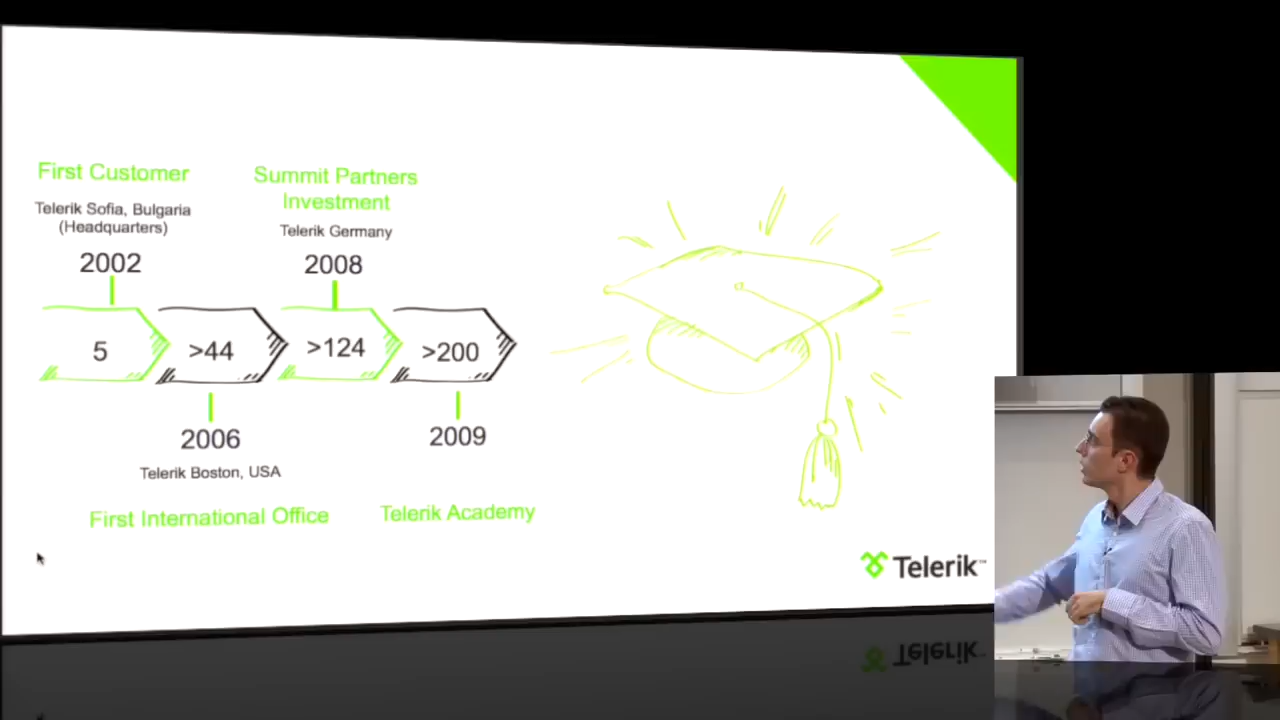 First Customer
Telerik Sofia, Bulgaria
(Headquarters)
2002
Summit Partners
Investment
Telerik Germany
2008
5
>44
>124
>200
2006
Telerik Boston, USA
First International Office
2009
Telerik Academy
Telerik™